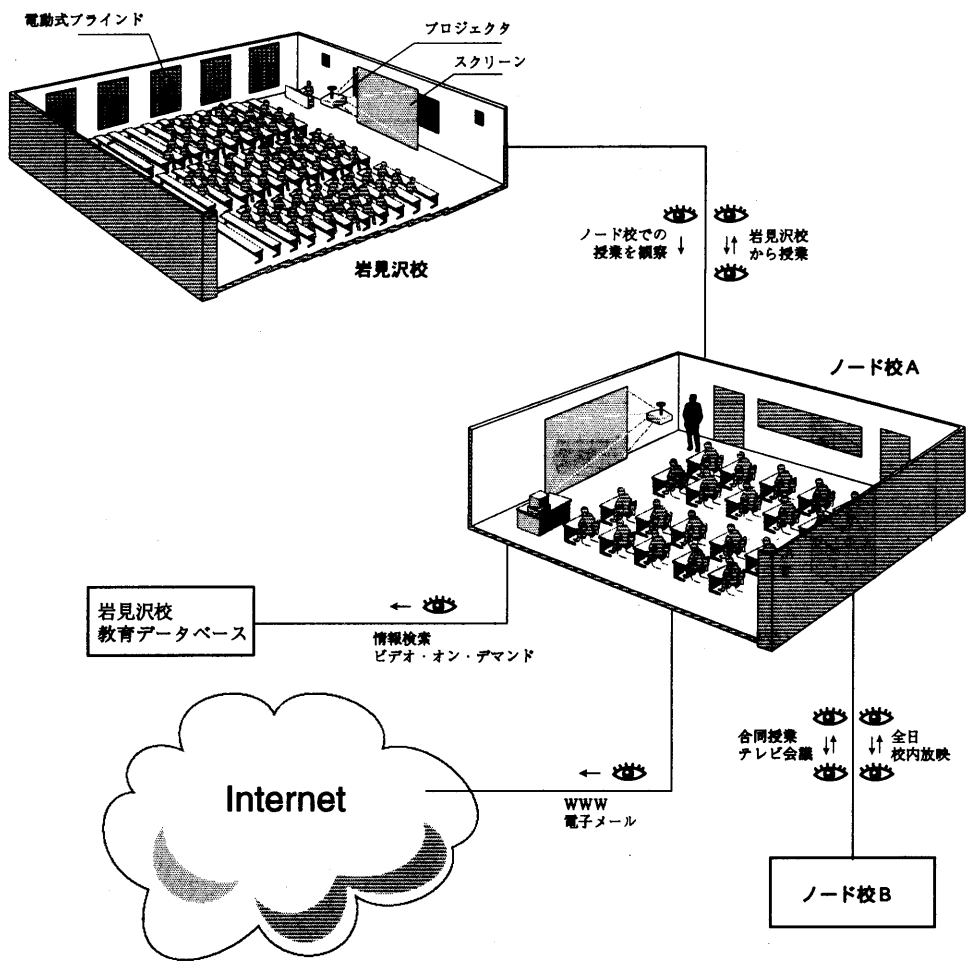 電動式ブラインド
プロジェクタ
スクリーン
岩見沢校
ノード校での
授業を観察
岩見沢校
から授業
ノード校A
岩見沢校
教育データベース
情報検索
ビデオ・オン・デマンド
Internet
WWW
電子メール
合同授業
テレビ会議
全日
校内放映
ノード校B